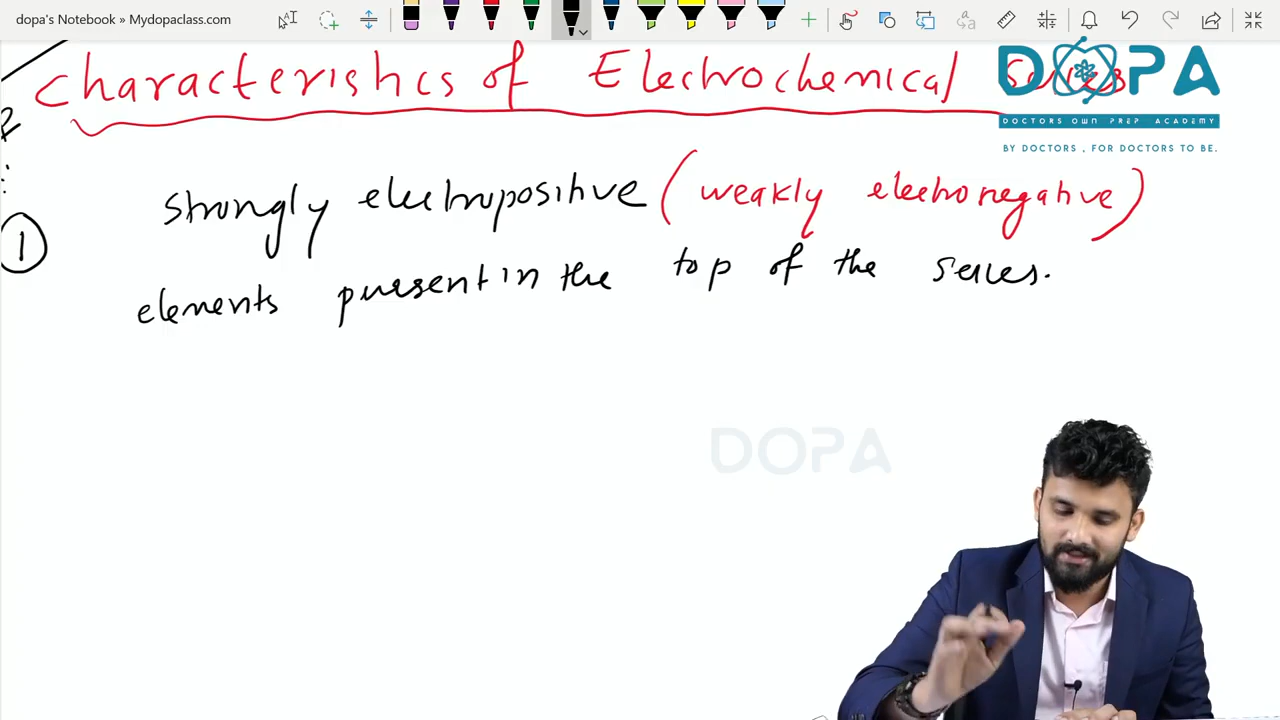 dopa's Notebook » Mydopaclass.com
Characteristics of Electrochemical Series
DOPA
DOCTORS OWN PREP ACADEMY
BY DOCTORS , FOR DOCTORS TO BE.
① strongly electropositive (weakly electronegative)
elements present in the top of the series.
DOPA